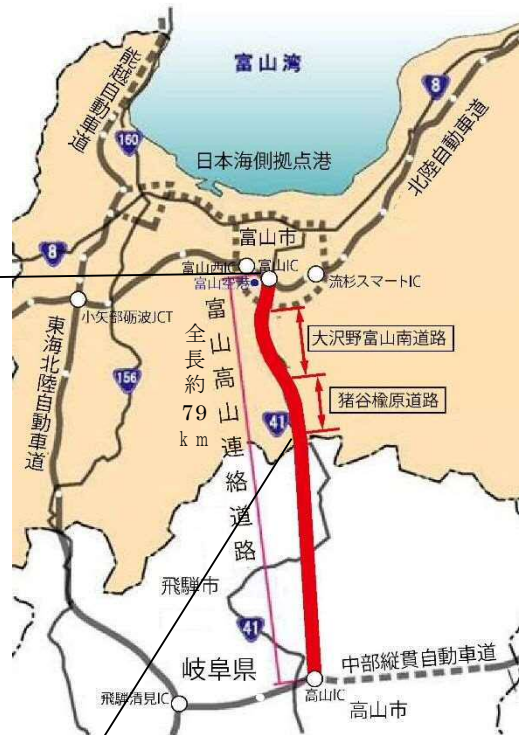 能越自動車道
富山湾
8
160
日本海側拠点港
北陸自動車道
富山市
8
富山西IC
富山IC
富山空港
流杉スマートIC
小矢部砺波JCT
東海北陸自動車道
156
富山高山連絡道路
全長約79km
大沢野富山南道路
猪谷楡原道路
41
飛騨市
41
岐阜県
中部縦貫自動車道
高山IC
飛騨清見IC
高山市